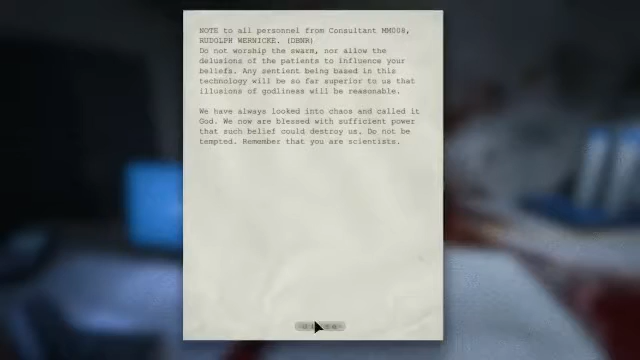 NOTE to all personnel from Consultant MM008,
RUDOLPH WERNICKE. (DBNR)
Do not worship the swarm, nor allow the
delusions of the patients to influence your
beliefs. Any sentient being based in this
technology will be so far superior to us that
illusions of godliness will be reasonable.
We have always looked into chaos and called it
God. We now are blessed with sufficient power
that such belief could destroy us. Do not be
tempted. Remember that you are scientists.